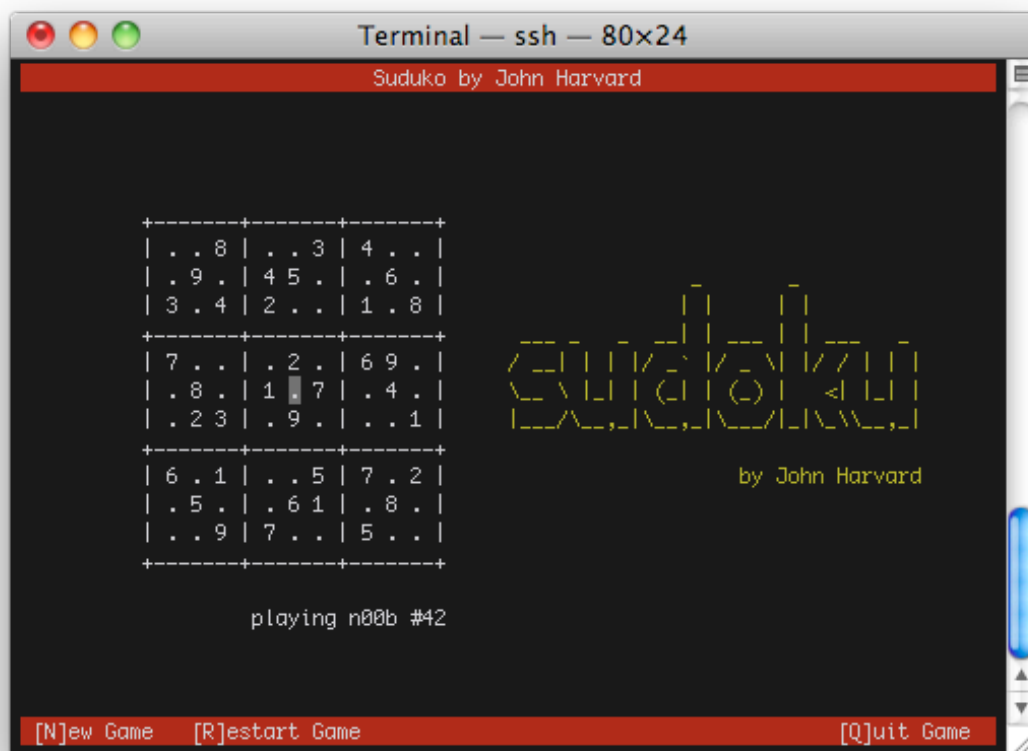 Terminal — ssh — 80×24
Suduko by John Harvard
+-------+-------+-------+
| . . 8 | . . 3 | 4 . . |
| . 9 . | 4 5 . | . 6 . |
| 3 . 4 | 2 . . | 1 . 8 |
+-------+-------+-------+
| 7 . . | . 2 . | 6 9 . |
| . 8 . | 1 . 7 | . 4 . |
| . 2 3 | . 9 . | . . 1 |
+-------+-------+-------+
| 6 . 1 | . . 5 | 7 . 2 |
| . 5 . | . 6 1 | . 8 . |
| . . 9 | 7 . . | 5 . . |
+-------+-------+-------+
playing n00b #42
sudoku
by John Harvard
[N]ew Game [R]estart Game [Q]uit Game